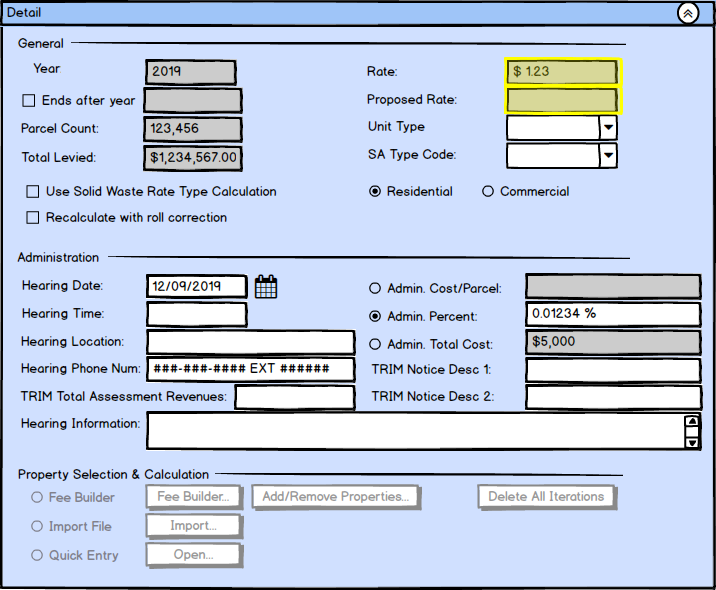 Detail
General
Year 2019 Rate: $ 1.23
Ends after year Proposed Rate:
Parcel Count: 123,456 Unit Type
Total Levied: $1,234,567.00 SA Type Code:
Use Solid Waste Rate Type Calculation Residential Commercial
Recalculate with roll correction
Administration
Hearing Date: 12/09/2019 Admin. Cost/Parcel:
Hearing Time: Admin. Percent: 0.01234 %
Hearing Location: Admin. Total Cost: $5,000
Hearing Phone Num: ###-###-#### EXT ###### TRIM Notice Desc 1:
TRIM Total Assessment Revenues: TRIM Notice Desc 2:
Hearing Information:
Property Selection & Calculation
Fee Builder Fee Builder... Add/Remove Properties... Delete All Iterations
Import File Import...
Quick Entry Open...